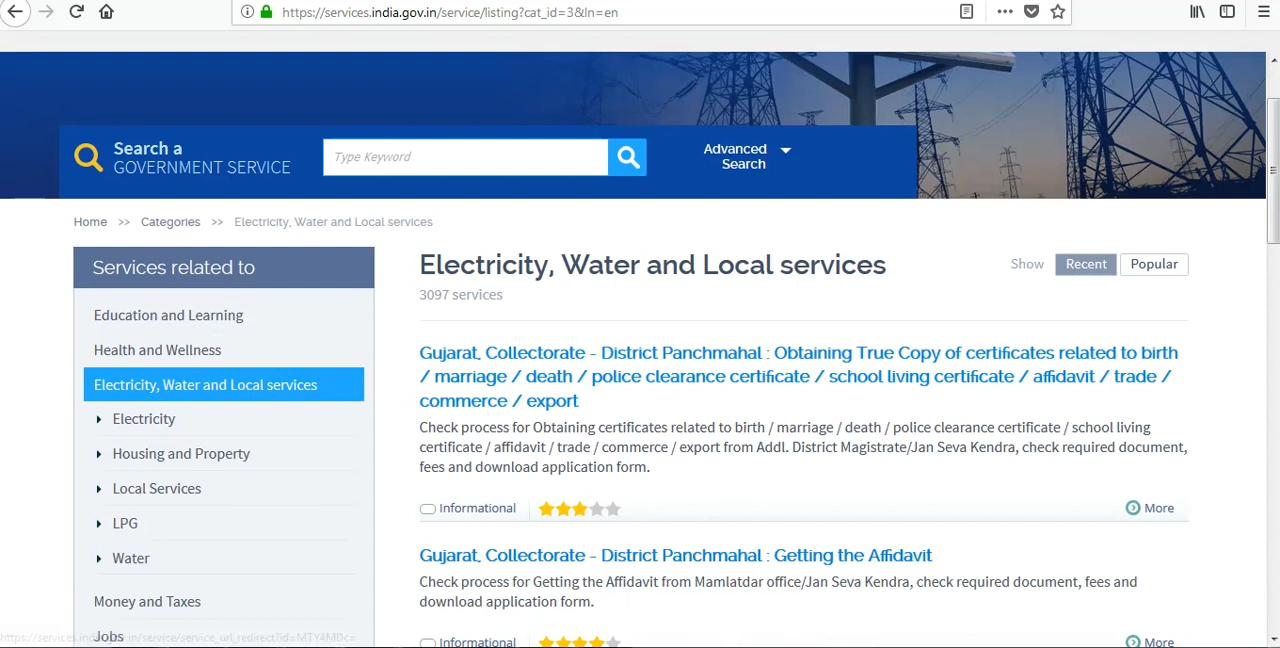 https://services.india.gov.in/service/listing?cat_id=3&ln=en
Search a
GOVERNMENT SERVICE
Type Keyword
Advanced
Search
Home >> Categories >> Electricity, Water and Local services
Services related to
Education and Learning
Health and Wellness
Electricity, Water and Local services
Electricity
Housing and Property
Local Services
LPG
Water
Money and Taxes
Jobs
Electricity, Water and Local services
Show Recent Popular
3097 services
Gujarat, Collectorate - District Panchmahal : Obtaining True Copy of certificates related to birth
/ marriage / death / police clearance certificate / school living certificate / affidavit / trade /
commerce / export
Check process for Obtaining certificates related to birth / marriage / death / police clearance certificate / school living
certificate / affidavit / trade / commerce / export from Addl. District Magistrate/Jan Seva Kendra, check required document,
fees and download application form.
Informational
More
Gujarat, Collectorate - District Panchmahal : Getting the Affidavit
Check process for Getting the Affidavit from Mamlatdar office/Jan Seva Kendra, check required document, fees and
download application form.
Informational
More